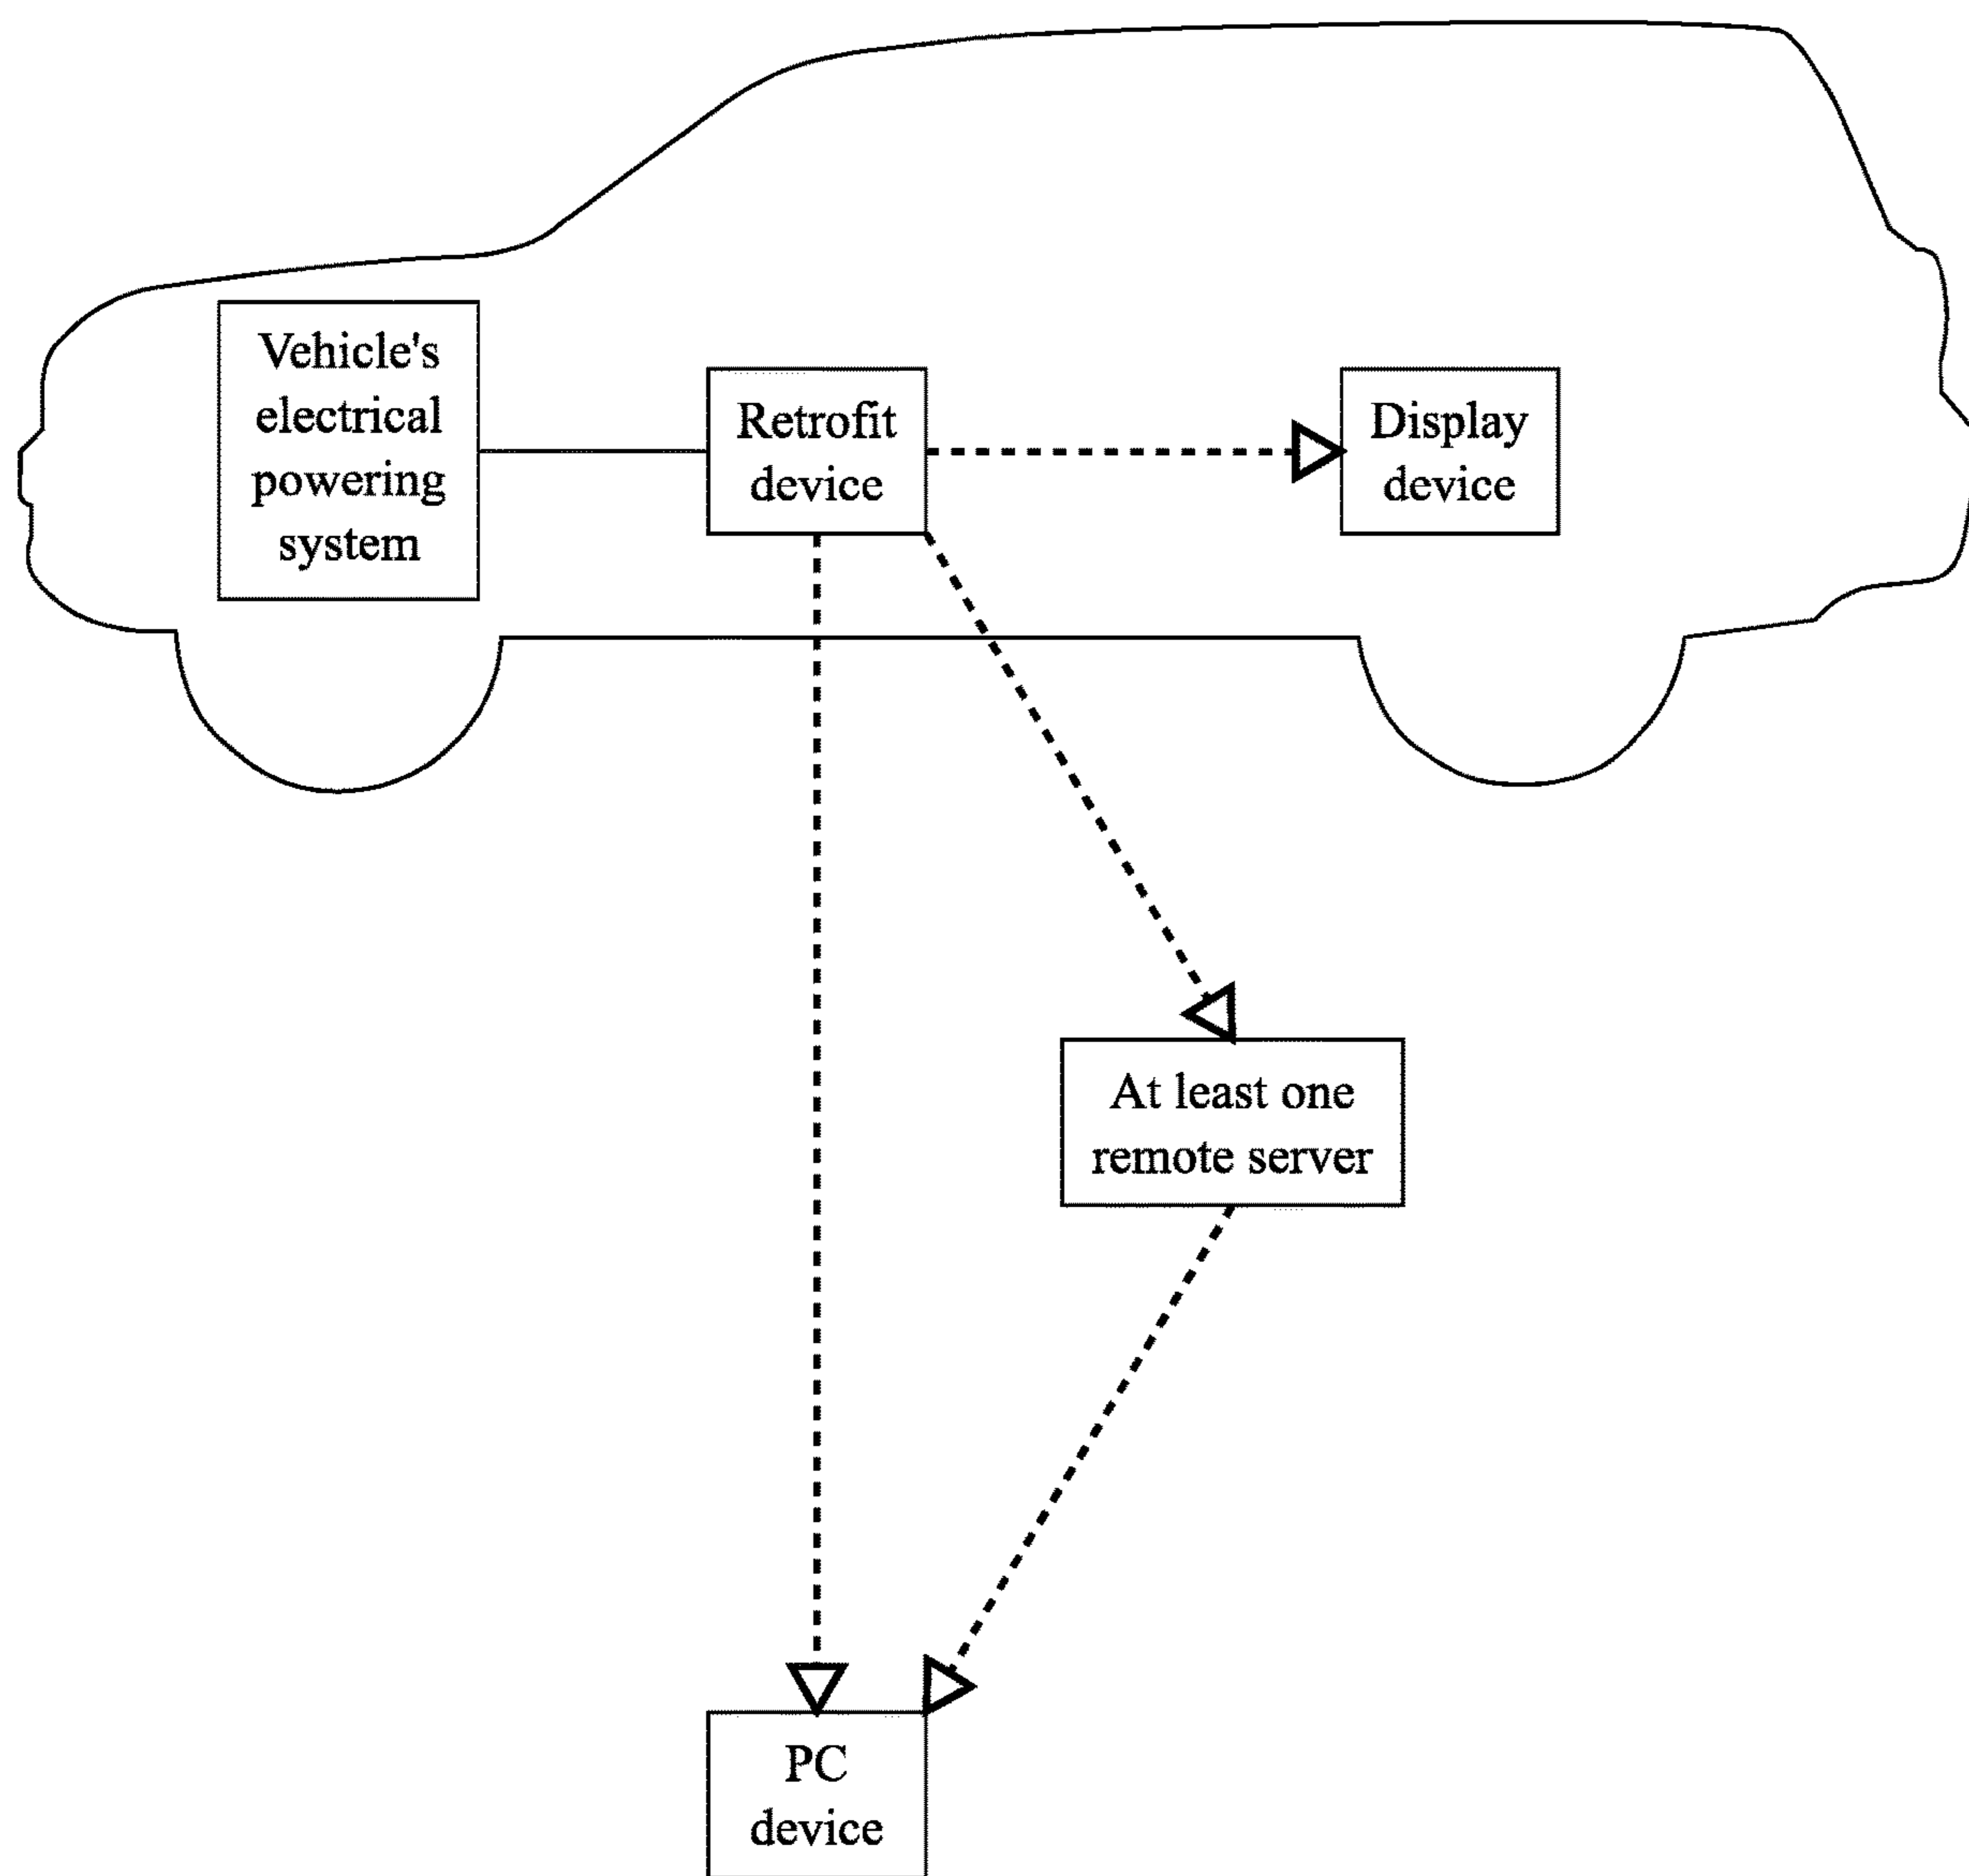 Vehicle's
electrical
powering
system
Retrofit
device
Display
device
At least one
remote server
PC
device